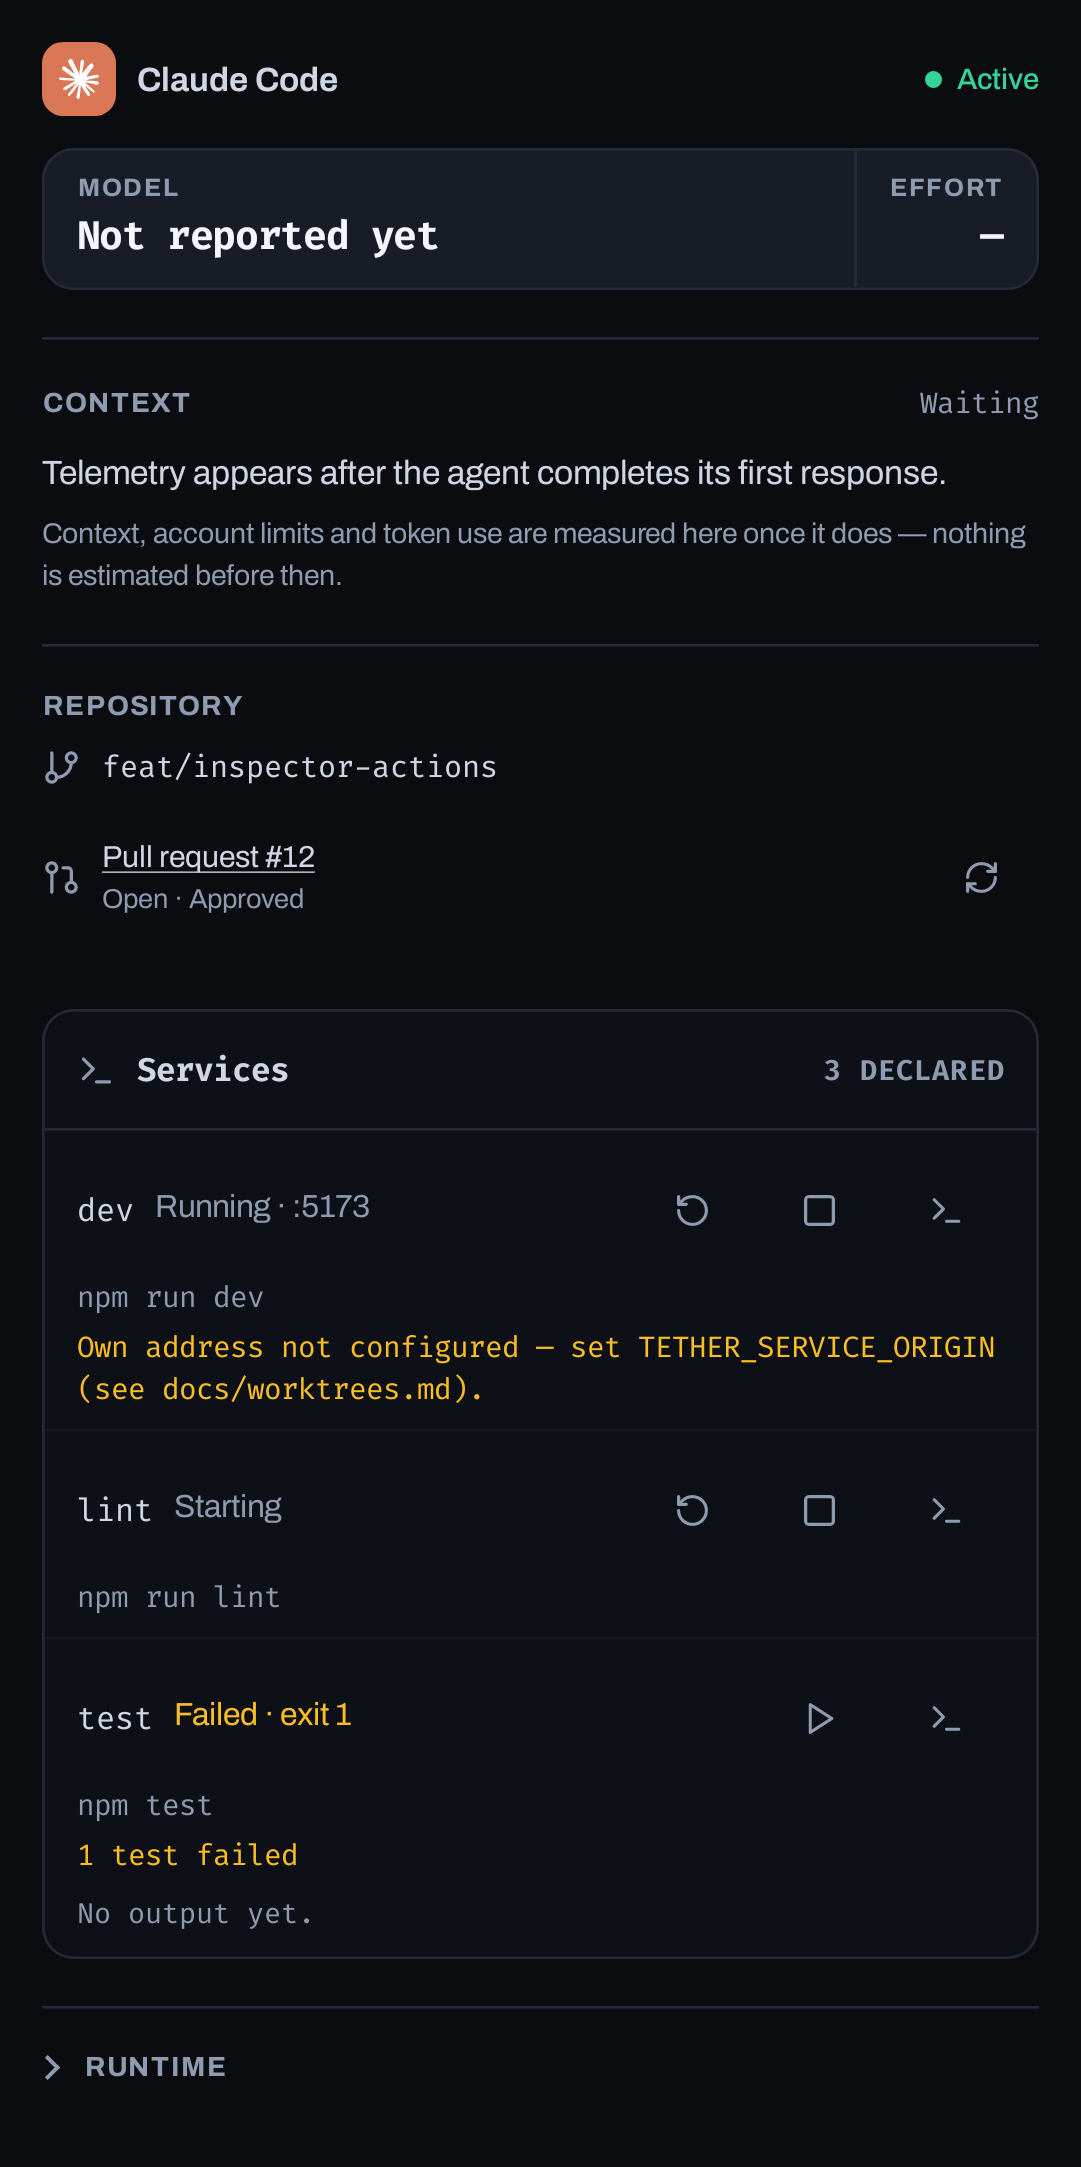 Claude Code
Active
MODEL
EFFORT
Not reported yet
—
CONTEXT
Waiting
Telemetry appears after the agent completes its first response.
Context, account limits and token use are measured here once it does — nothing
is estimated before then.
REPOSITORY
feat/inspector-actions
Pull request #12
Open · Approved
Services
3 DECLARED
dev Running · :5173
npm run dev
Own address not configured — set TETHER_SERVICE_ORIGIN
(see docs/worktrees.md).
lint Starting
npm run lint
test Failed · exit 1
npm test
1 test failed
No output yet.
RUNTIME